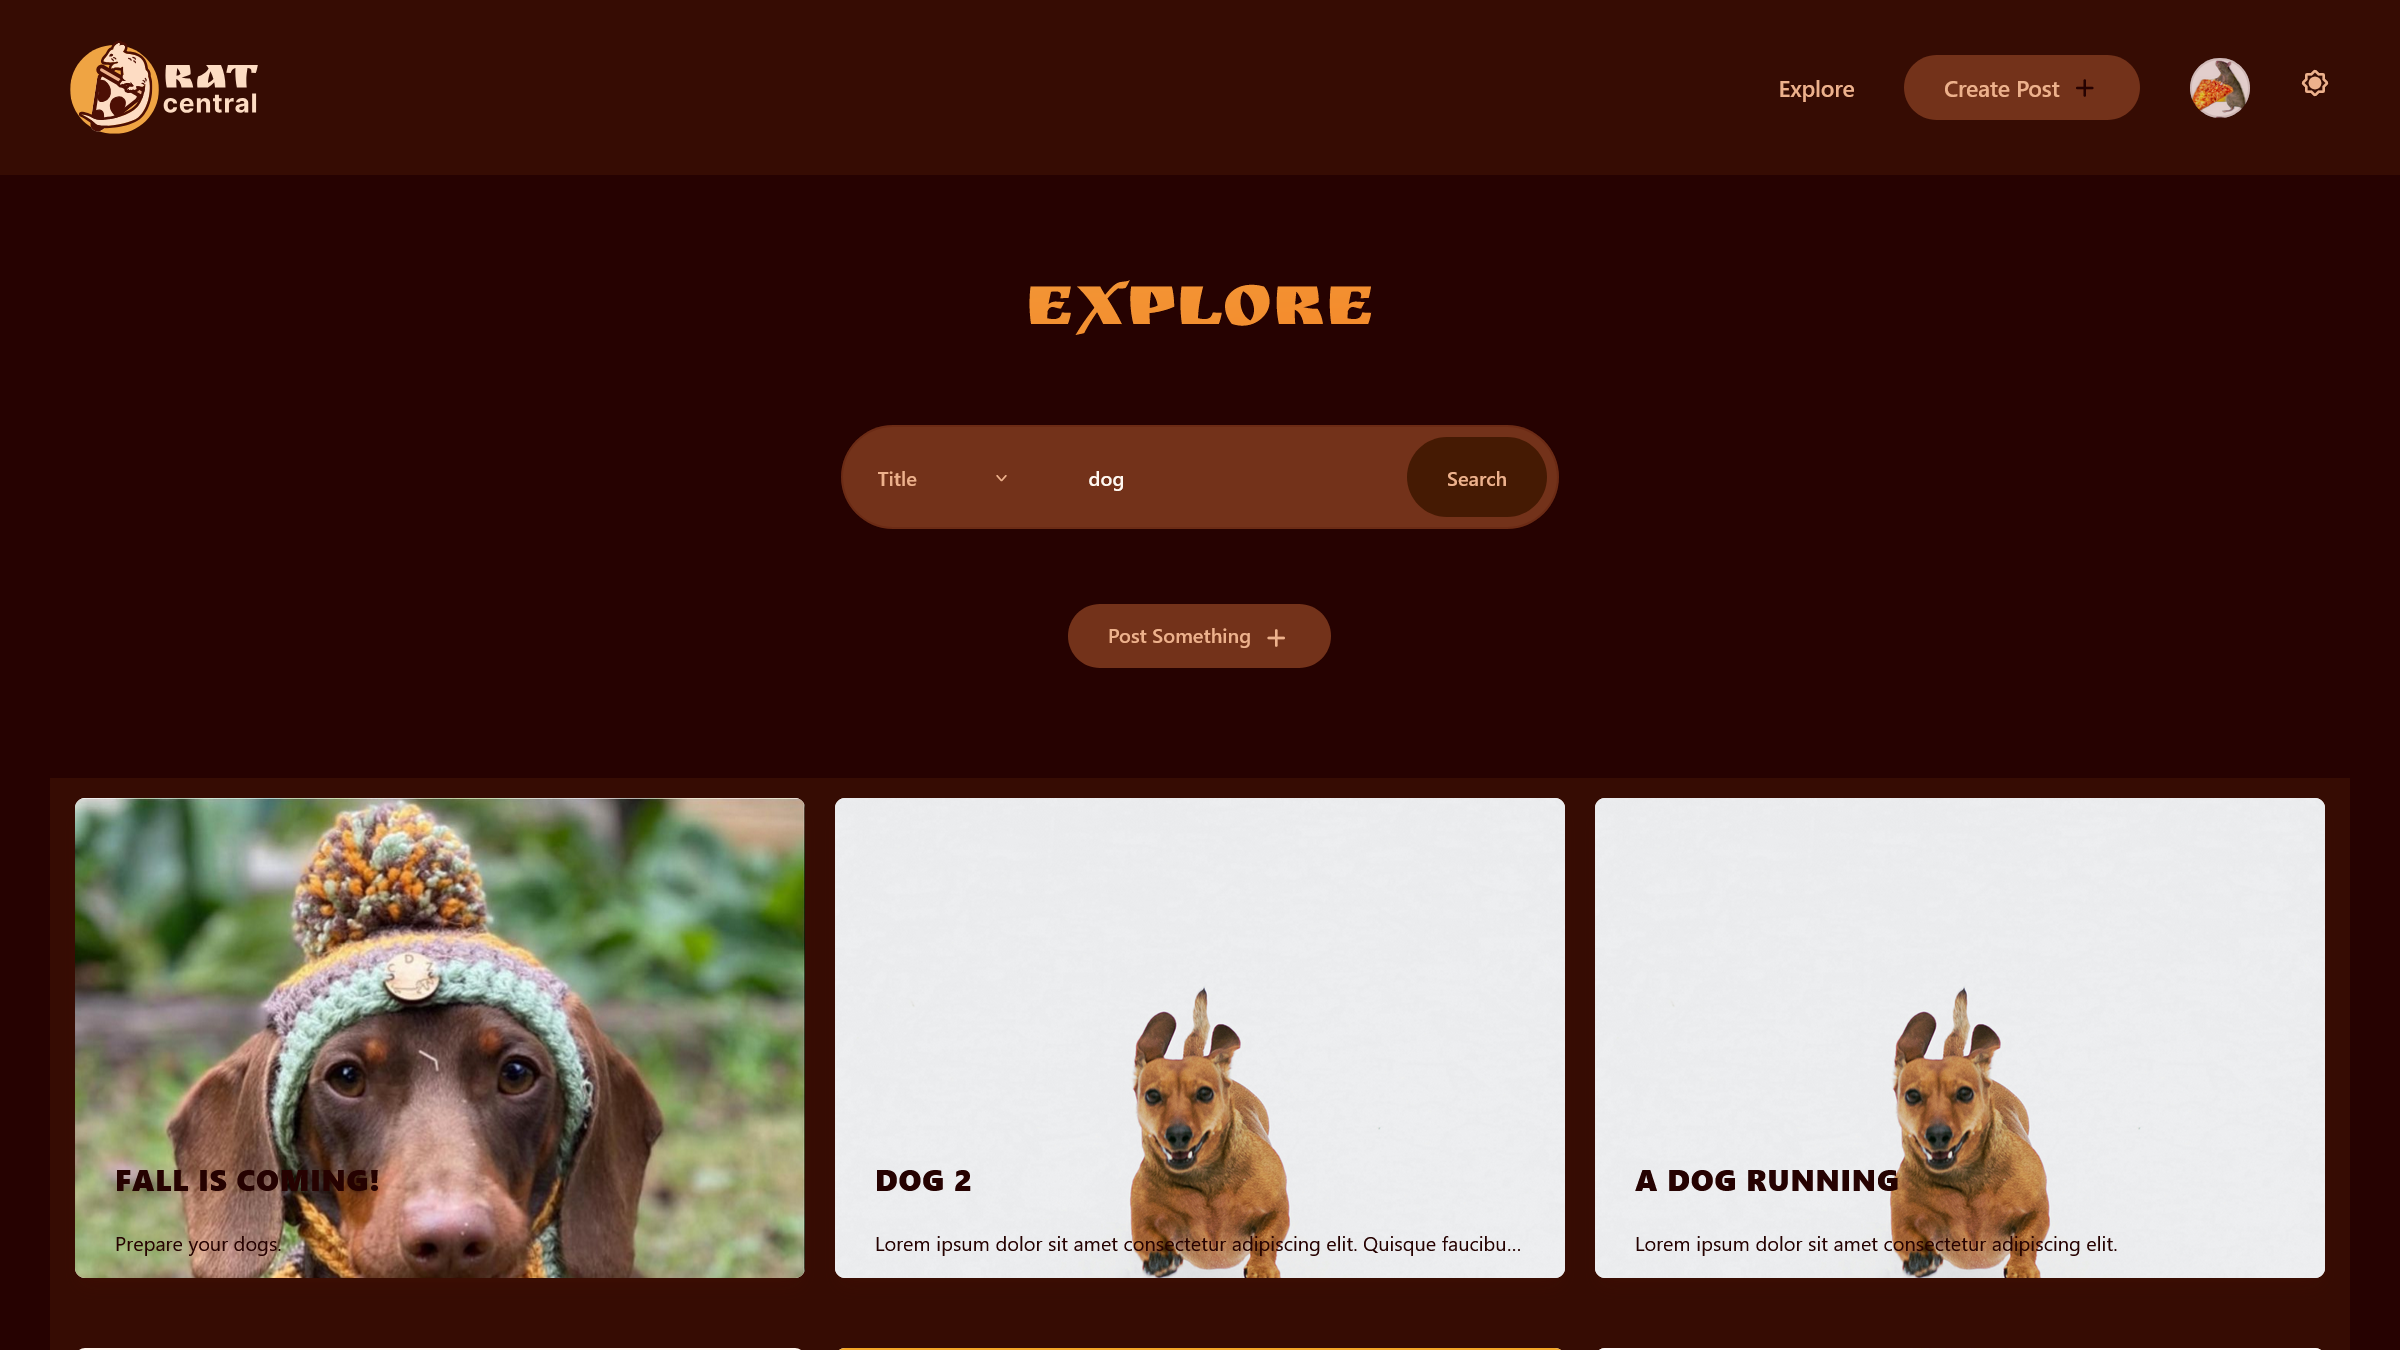 RAT
central
Explore
Create Post
EXPLORE
Title
dog
Search
Post Something
FALL IS COMING!
Prepare your dogs.
DOG 2
Lorem ipsum dolor sit amet consectetur adipiscing elit. Quisque faucibu...
A DOG RUNNING
Lorem ipsum dolor sit amet consectetur adipiscing elit.